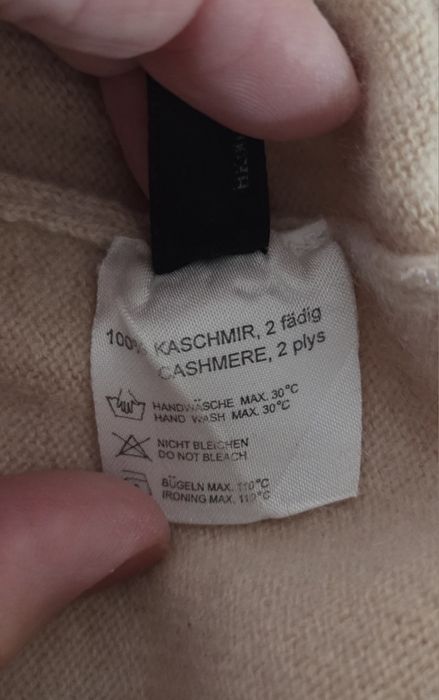 100% KASCHMIR, 2 fädig
CASHMERE, 2 plys
HANDWÄSCHE MAX. 30°C
HAND WASH MAX. 30°C
NICHT BLEICHEN
DO NOT BLEACH
BÜGELN MAX. 110°C
IRONING MAX. 110°C